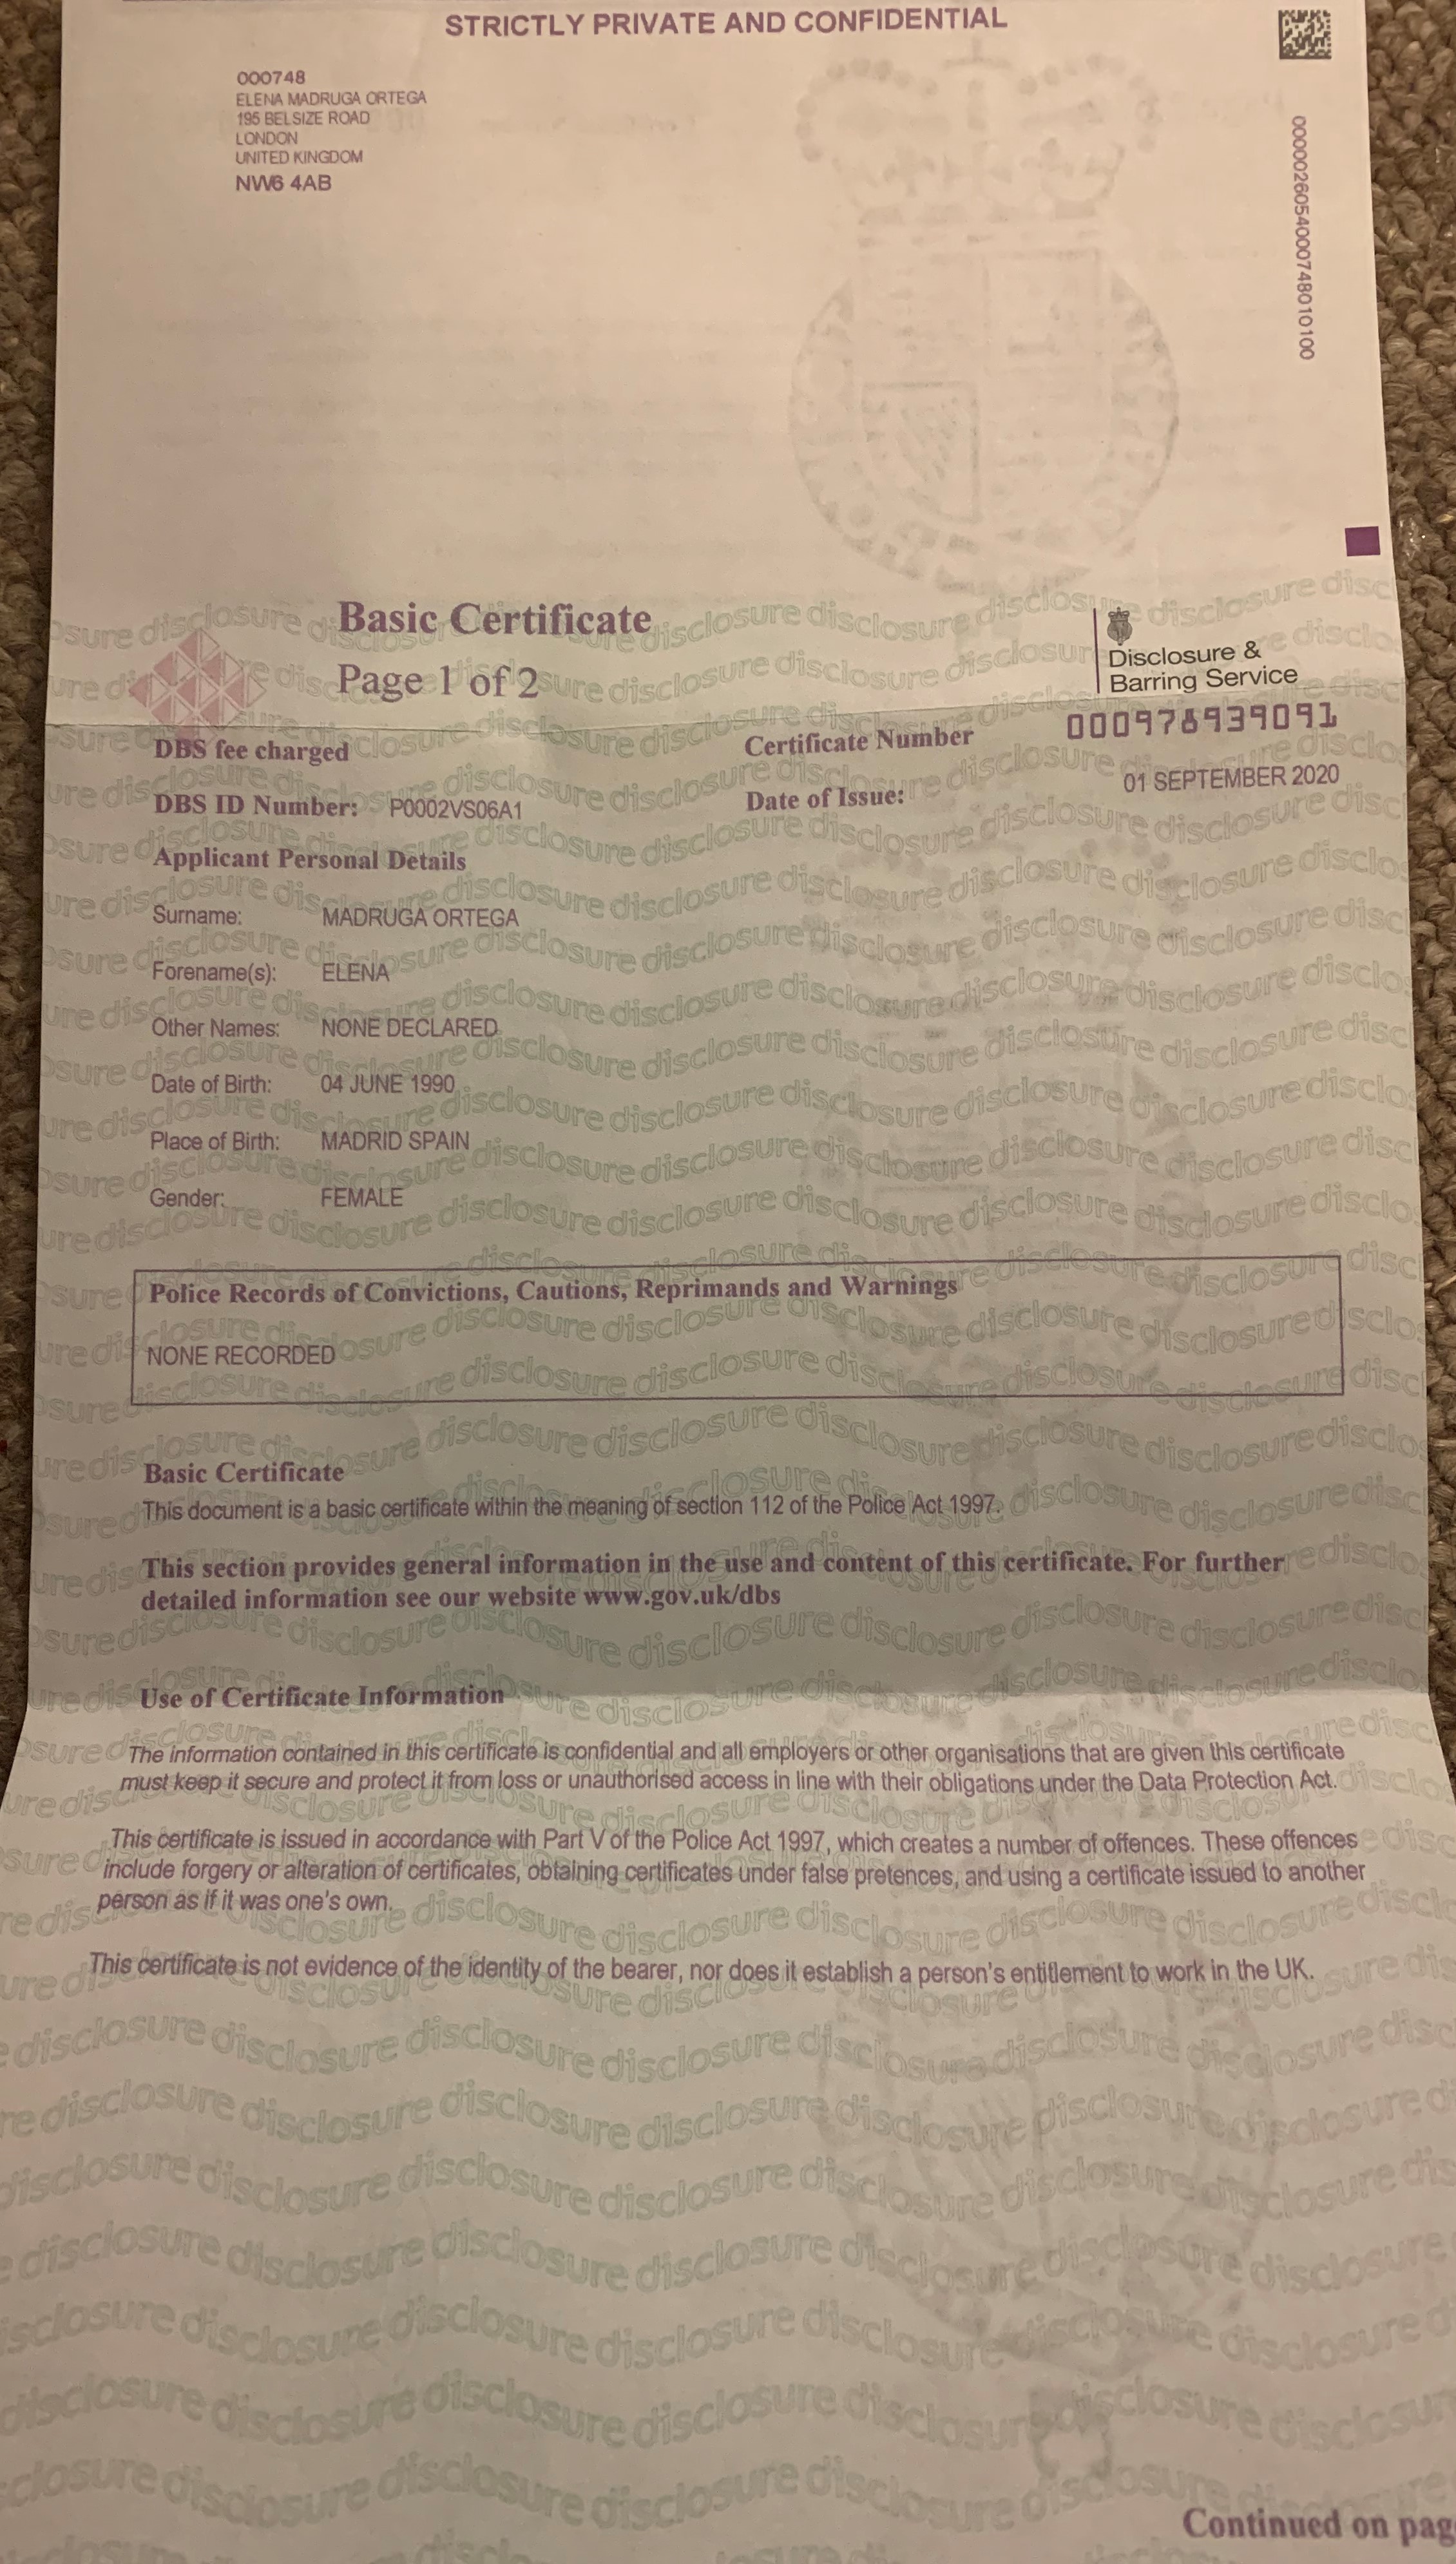 STRICTLY PRIVATE AND CONFIDENTIAL
000748
ELENA MADRUGA ORTEGA
195 BELSIZE ROAD
LONDON
UNITED KINGDOM
NW6 4AB
0000026054000748010100
Basic Certificate
Page 1 of 2
Disclosure &
Barring Service
DBS fee charged
Certificate Number 000978939091
DBS ID Number: P0002VS06A1
Date of Issue: 01 SEPTEMBER 2020
Applicant Personal Details
Surname: MADRUGA ORTEGA
Forename(s): ELENA
Other Names: NONE DECLARED
Date of Birth: 04 JUNE 1990
Place of Birth: MADRID SPAIN
Gender: FEMALE
Police Records of Convictions, Cautions, Reprimands and Warnings
NONE RECORDED
Basic Certificate
This document is a basic certificate within the meaning of section 112 of the Police Act 1997.
This section provides general information in the use and content of this certificate. For further
detailed information see our website www.gov.uk/dbs
Use of Certificate Information
The information contained in this certificate is confidential and all employers or other organisations that are given this certificate
must keep it secure and protect it from loss or unauthorised access in line with their obligations under the Data Protection Act.
This certificate is issued in accordance with Part V of the Police Act 1997, which creates a number of offences. These offences
include forgery or alteration of certificates, obtaining certificates under false pretences, and using a certificate issued to another
person as if it was one's own.
This certificate is not evidence of the identity of the bearer, nor does it establish a person's entitlement to work in the UK.
Continued on pag